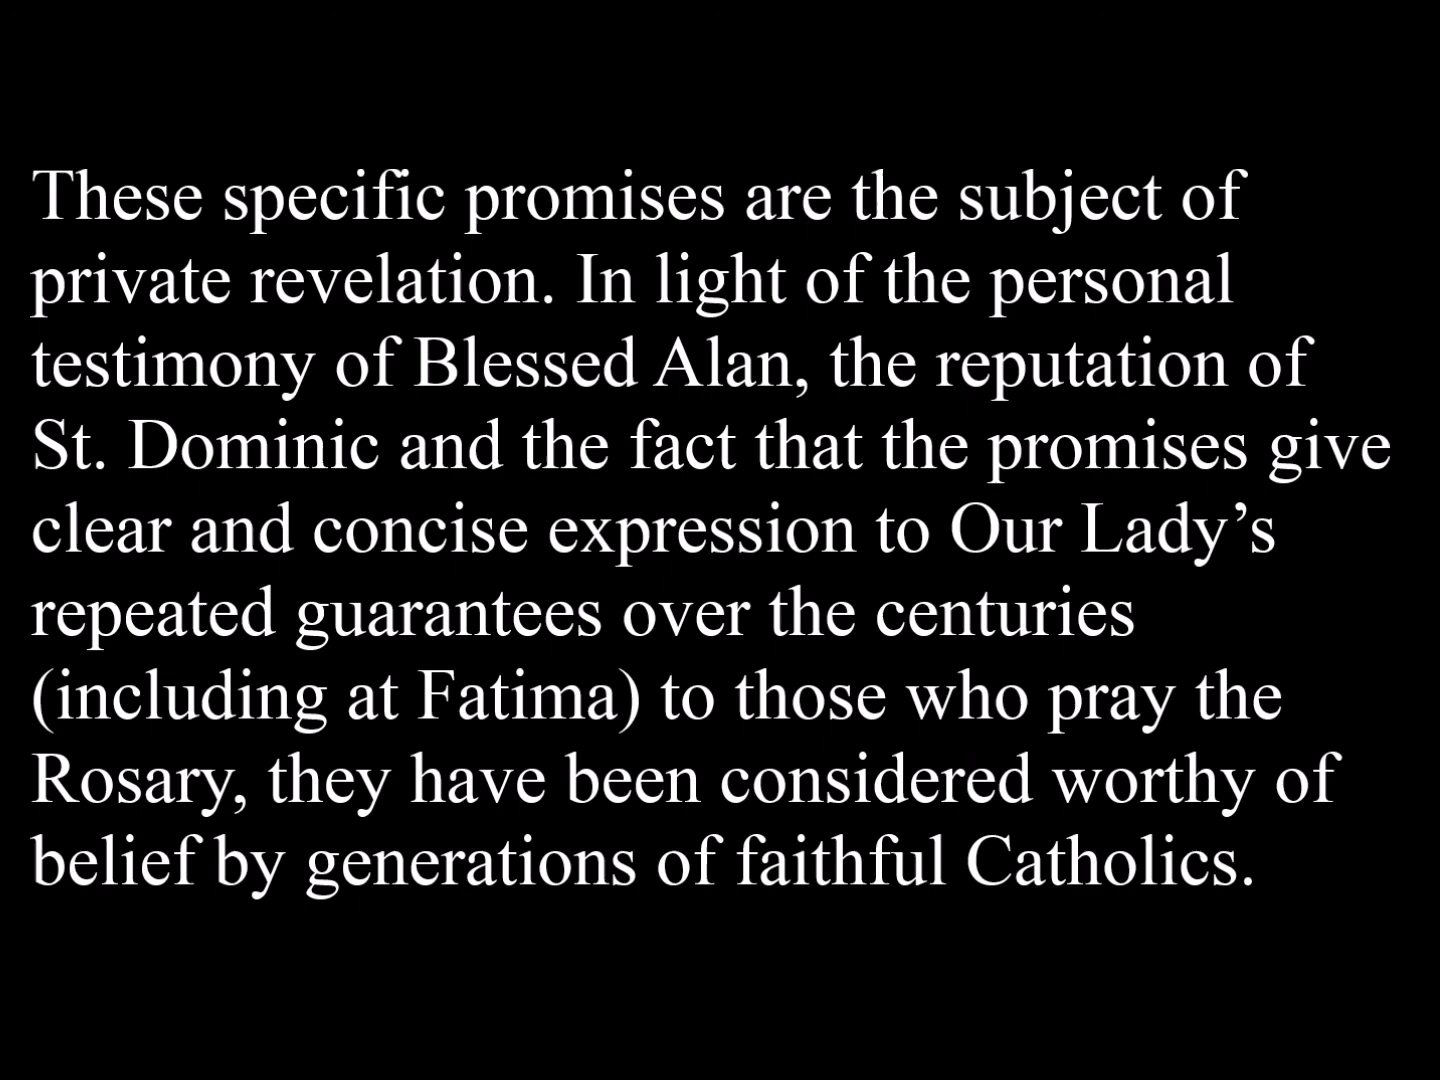 These specific promises are the subject of
private revelation. In light of the personal
testimony of Blessed Alan, the reputation of
St. Dominic and the fact that the promises give
clear and concise expression to Our Lady’s
repeated guarantees over the centuries
(including at Fatima) to those who pray the
Rosary, they have been considered worthy of
belief by generations of faithful Catholics.